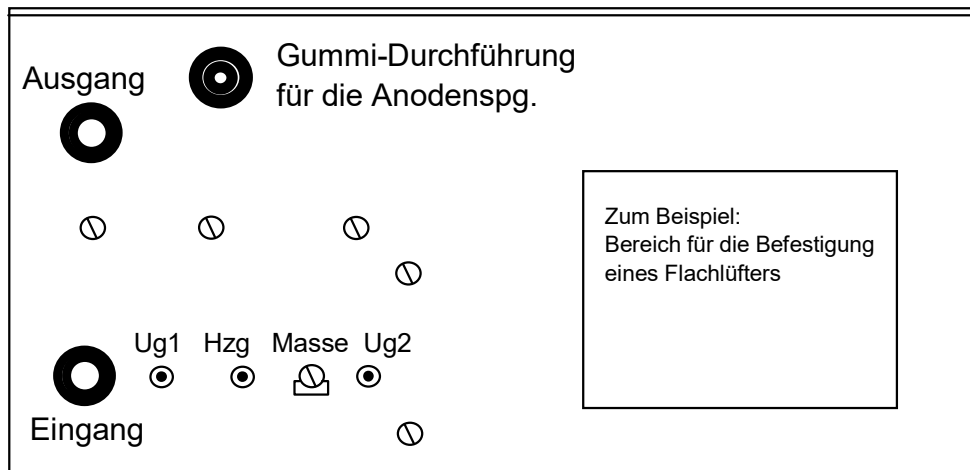 Gummi-Durchführung
für die Anodenspg.
Ausgang
Zum Beispiel:
Bereich für die Befestigung
eines Flachlüfters
Ug1 Hzg Masse Ug2
Eingang